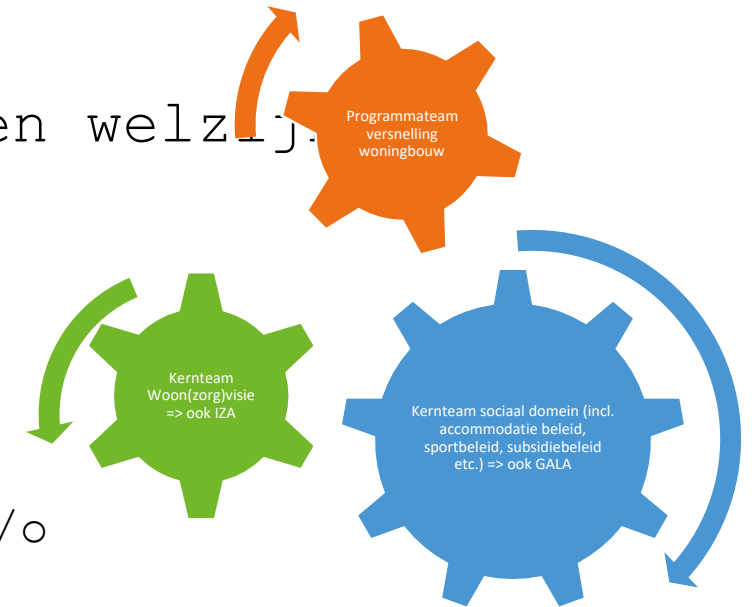 en welzijn
Programmateam
versnelling
woningbouw
Kernteam
Woon(zorg)visie
=> ook IZA
Kernteam sociaal domein (incl.
accommodatie beleid,
sportbeleid, subsidiebeleid
etc.) => ook GALA
/o